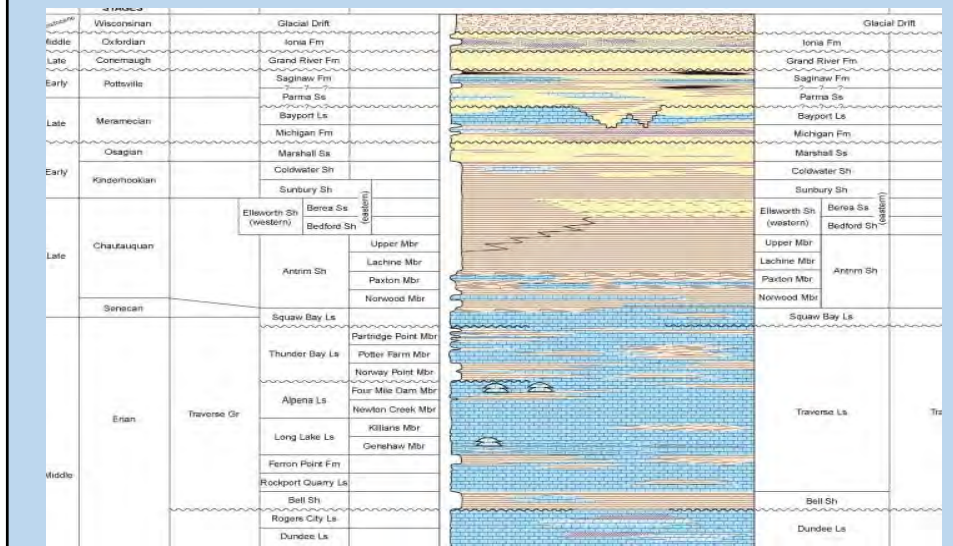 STAGES
Wisconsinan
Glacial Drift
Glacial Drift
Middle
Oxfordian
Ionia Fm
Ionia Fm
Late
Conemaugh
Grand River Fm
Grand River Fm
Early
Pottsville
Saginaw Fm
Saginaw Fm
? ? ?
? ? ?
Parma Ss
Parma Ss
Late
Meramecian
Bayport Ls
Bayport Ls
Michigan Fm
Michigan Fm
Osagian
Marshall Ss
Marshall Ss
Early
Kinderhookian
Coldwater Sh
Coldwater Sh
Sunbury Sh
Sunbury Sh
Late
Chautauquan
Ellsworth Sh
(western)
Berea Ss
Bedford Sh
(eastern)
Ellsworth Sh
(western)
Berea Ss
Bedford Sh
(eastern)
Antrim Sh
Upper Mbr
Lachine Mbr
Paxton Mbr
Norwood Mbr
Upper Mbr
Lachine Mbr
Paxton Mbr
Norwood Mbr
Antrim Sh
Senecan
Squaw Bay Ls
Squaw Bay Ls
Middle
Erian
Traverse Gr
Thunder Bay Ls
Partridge Point Mbr
Potter Farm Mbr
Norway Point Mbr
Alpena Ls
Four Mile Dam Mbr
Newton Creek Mbr
Long Lake Ls
Killians Mbr
Genshaw Mbr
Traverse Ls
Tra
Ferron Point Fm
Rockport Quarry Ls
Bell Sh
Bell Sh
Rogers City Ls
Dundee Ls
Dundee Ls